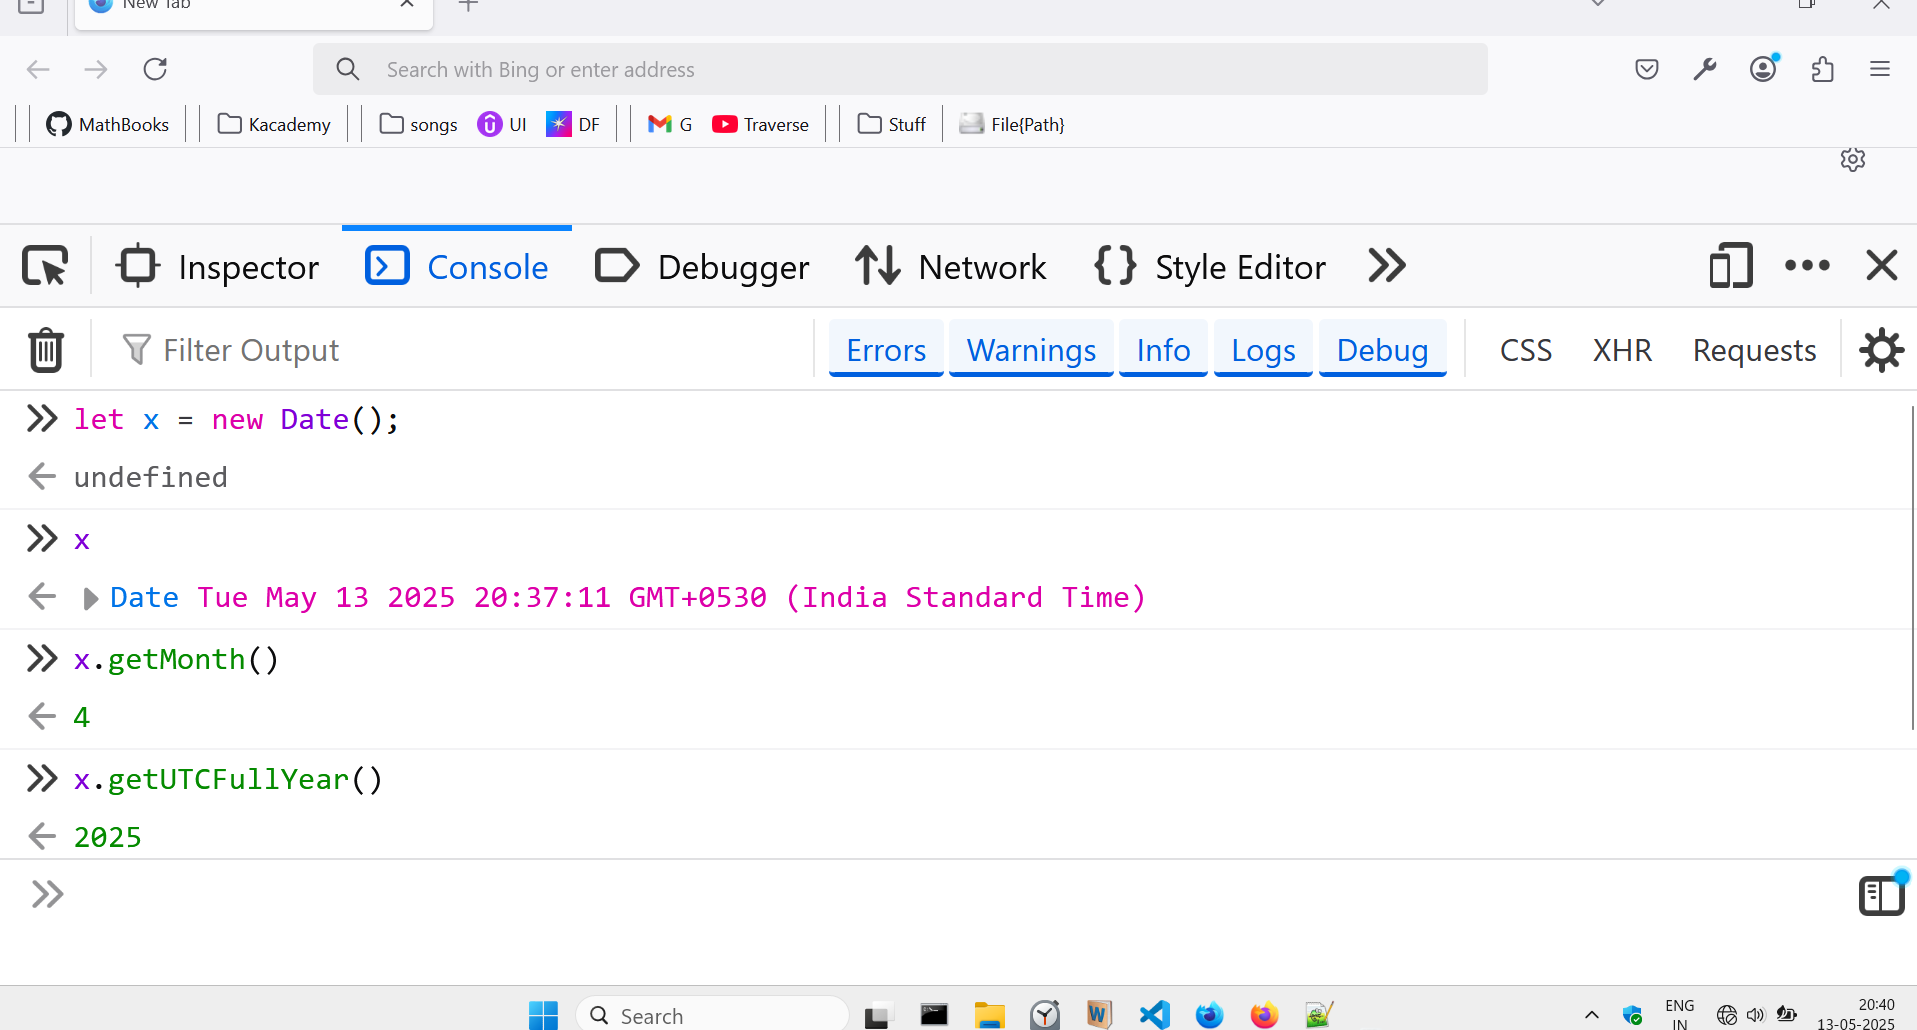 New Tab
Search with Bing or enter address
MathBooks Kacademy songs UI DF G Traverse Stuff File{Path}
Inspector Console Debugger Network Style Editor
Filter Output Errors Warnings Info Logs Debug CSS XHR Requests
let x = new Date();
undefined
x
Date Tue May 13 2025 20:37:11 GMT+0530 (India Standard Time)
x.getMonth()
4
x.getUTCFullYear()
2025
Search
ENG
IN
20:40
13-05-2025